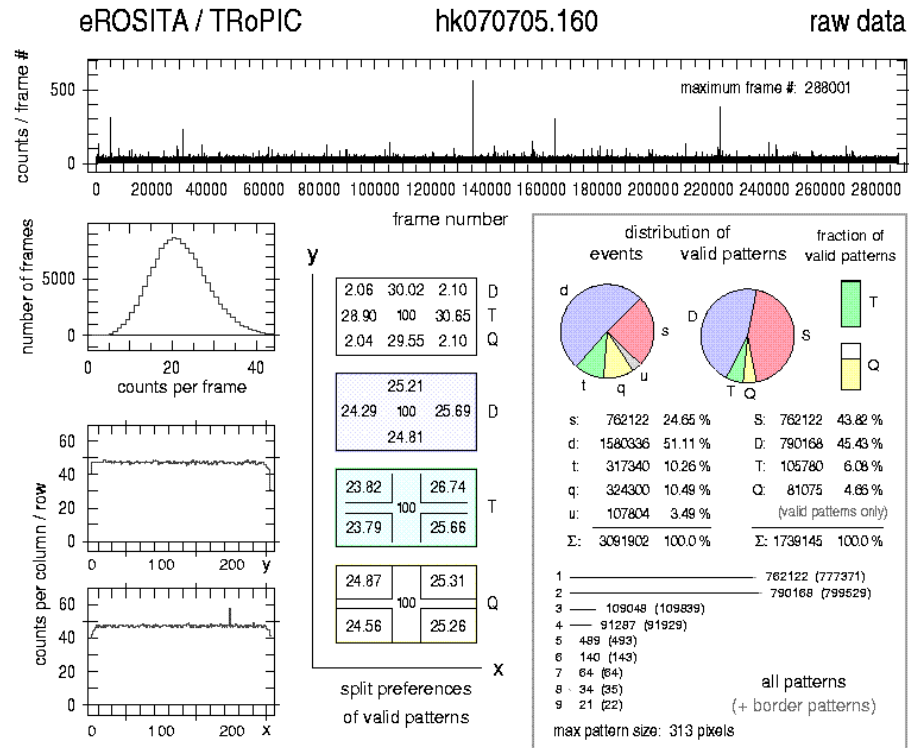 eROSITA / TRoPIC hk070705.160 raw data
counts / frame #
500
0
maximum frame #: 288001
0 20000 40000 60000 80000 100000 120000 140000 160000 180000 200000 220000 240000 260000 280000
frame number
number of frames
5000
0
0 20 40
counts per frame
counts per column / row
60
40
20
0
0 100 200 y
60
40
20
0
0 100 200 x
y
2.06 30.02 2.10 D
28.90 100 30.65 T
2.04 29.55 2.10 Q
25.21
24.29 100 25.69 D
24.81
23.82 26.74
100 T
23.79 25.66
24.87 25.31
100 Q
24.56 25.26
x
split preferences
of valid patterns
distribution of
events valid patterns
fraction of
valid patterns
d s t q u
D S T Q
T
Q
s: 762122 24.65 % S: 762122 43.82 %
d: 1580336 51.11 % D: 790168 45.43 %
t: 317340 10.26 % T: 105780 6.08 %
q: 324300 10.49 % Q: 81075 4.66 %
u: 107804 3.49 % (valid patterns only)
Σ: 3091902 100.0 % Σ: 1739145 100.0 %
1 762122 (777371)
2 790168 (799529)
3 109048 (109839)
4 91287 (91929)
5 489 (493)
6 140 (143)
7 64 (64)
8 34 (35)
9 21 (22)
all patterns
(+ border patterns)
max pattern size: 313 pixels